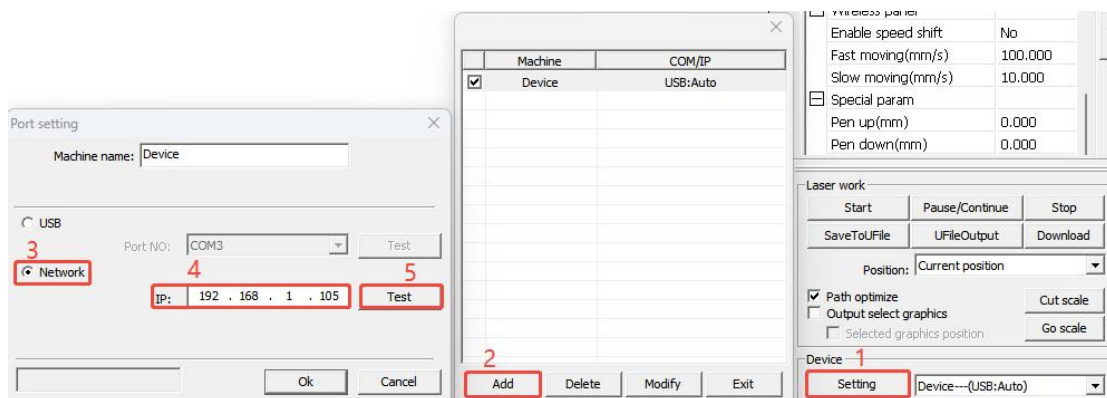 Port setting
Machine name: Device
USB
3
Port NO: COM3
Test
Network
4
5
IP: 192 . 168 . 1 . 105
Test
Ok
Cancel
Machine COM/IP
Device USB:Auto
2
Add
Delete
Modify
Exit
Wireless panel
Enable speed shift No
Fast moving(mm/s) 100.000
Slow moving(mm/s) 10.000
Special param
Pen up(mm) 0.000
Pen down(mm) 0.000
Laser work
Start
Pause/Continue
Stop
SaveToUFile
UFileOutput
Download
Position: Current position
Path optimize
Cut scale
Output select graphics
Selected graphics position
Go scale
Device
1
Setting
Device---(USB:Auto)